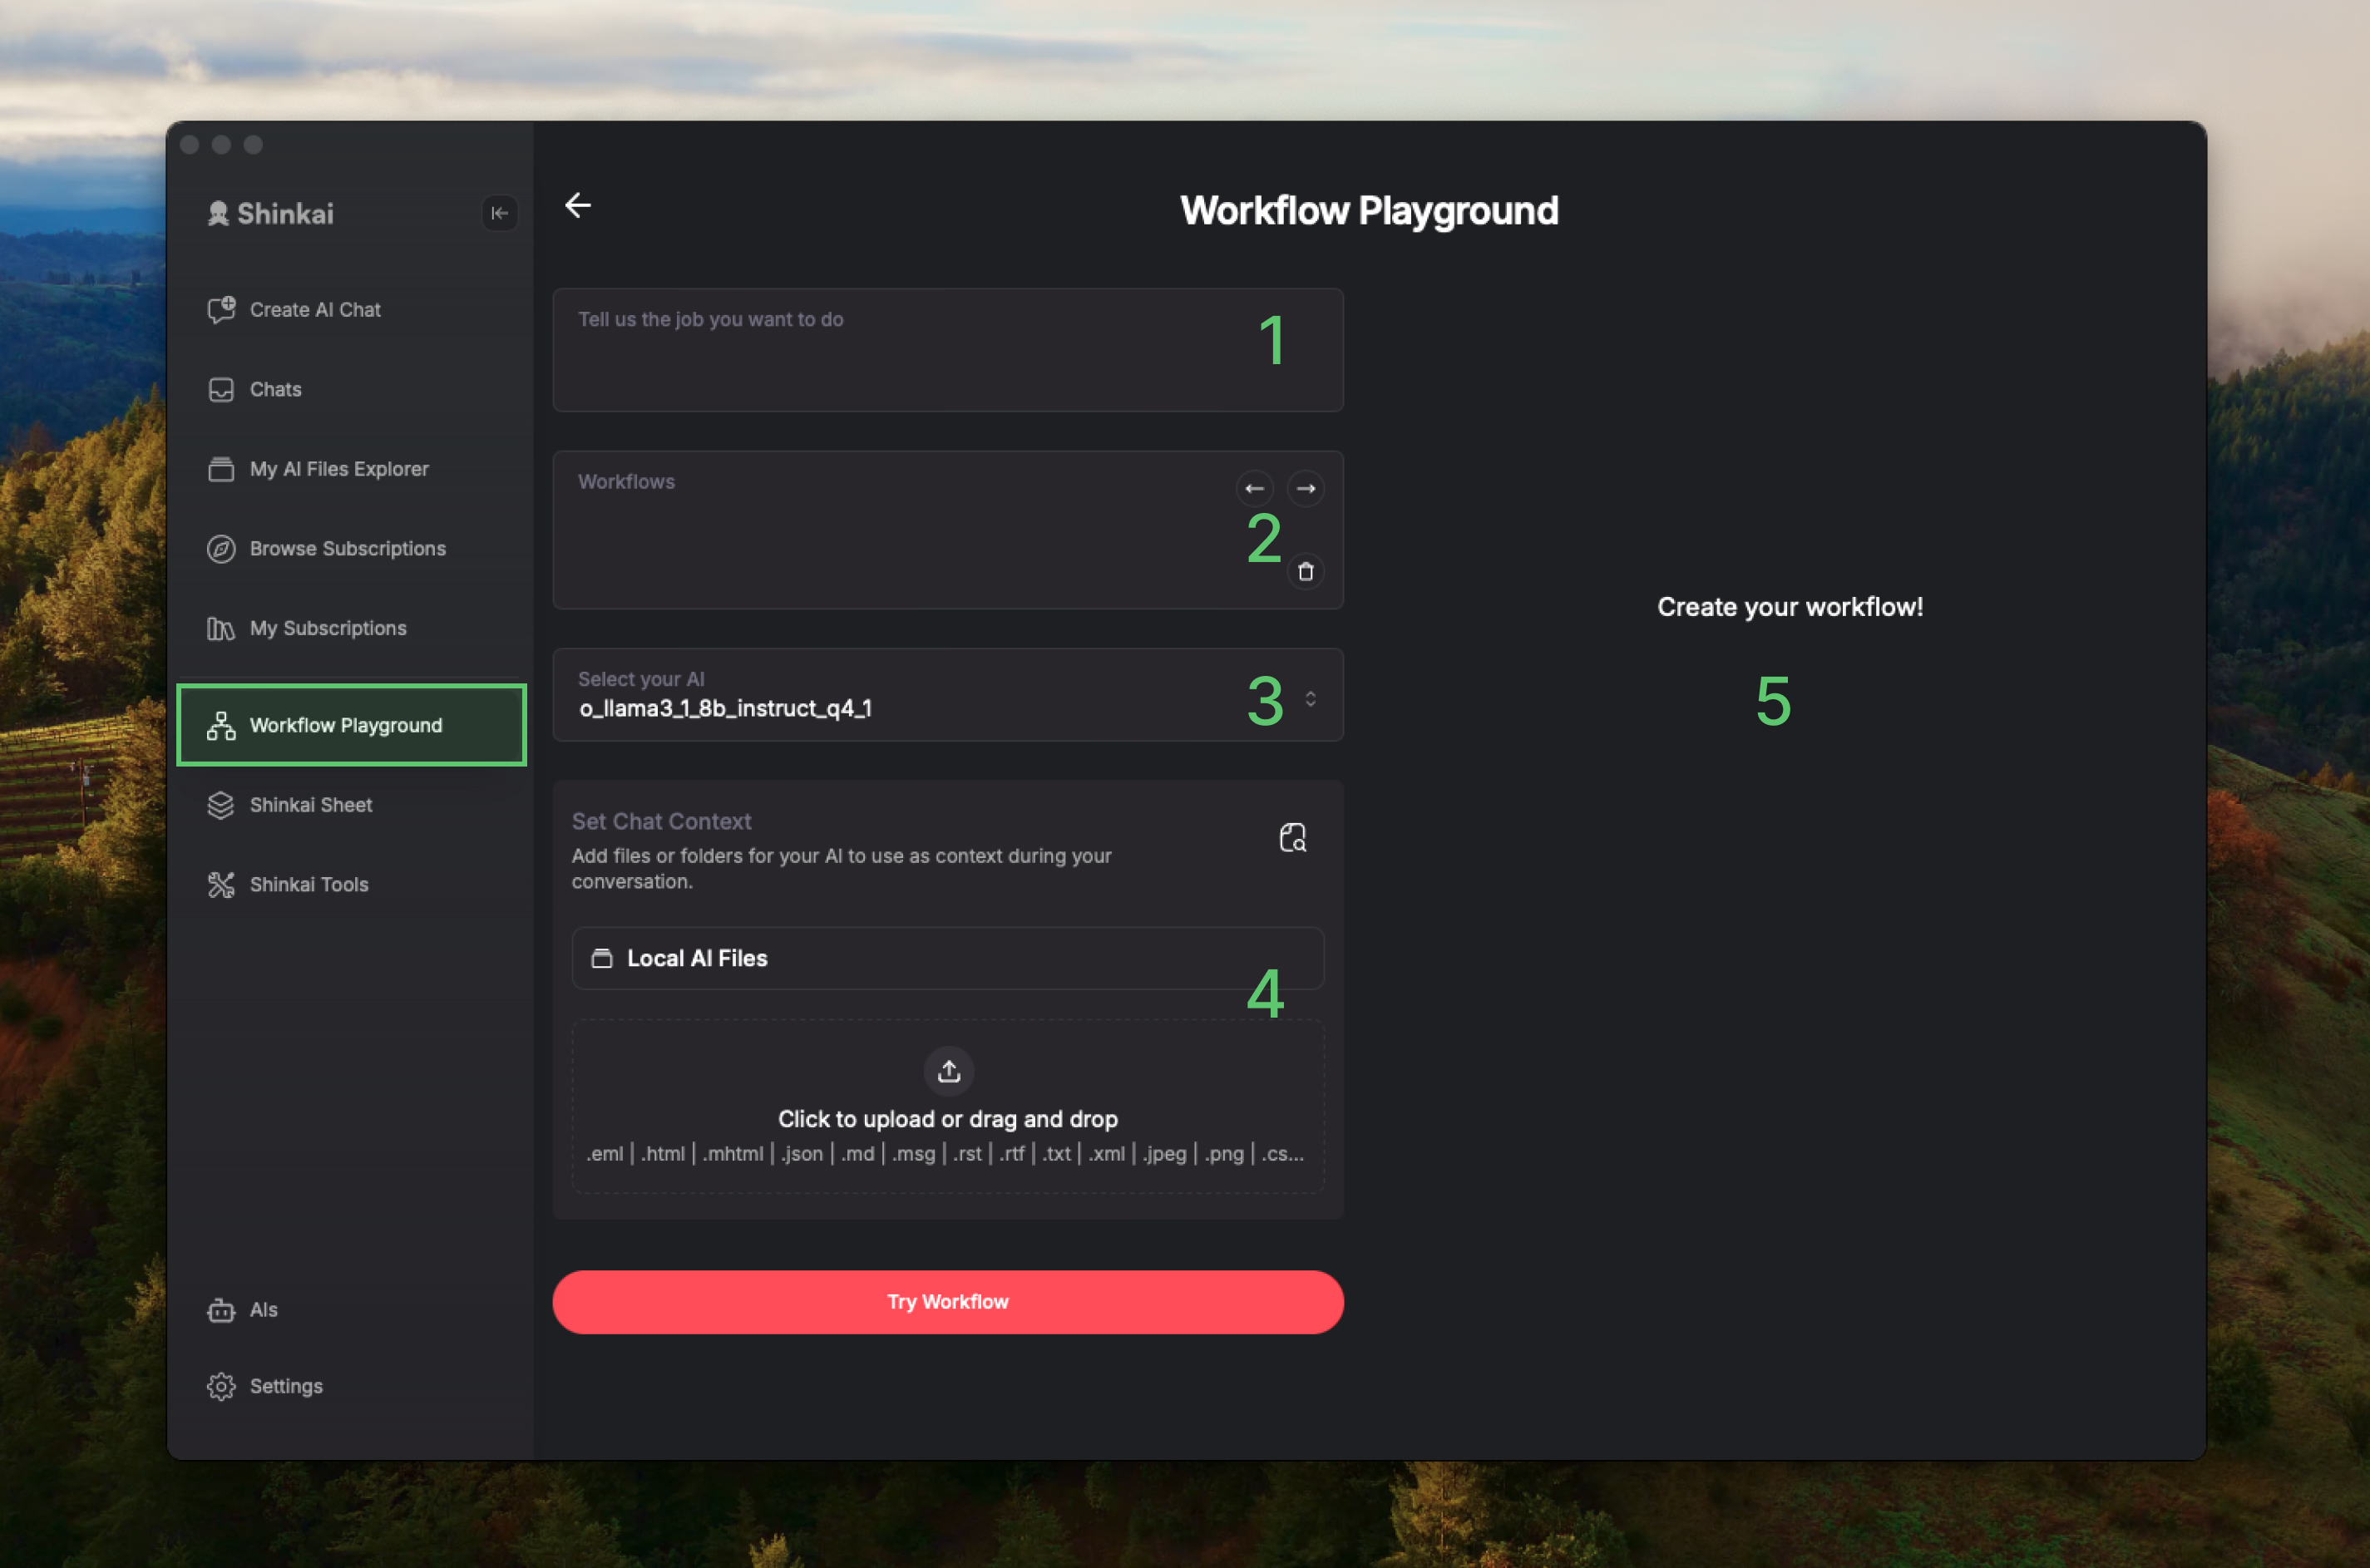 Shinkai
Create AI Chat
Chats
My AI Files Explorer
Browse Subscriptions
My Subscriptions
Workflow Playground
Shinkai Sheet
Shinkai Tools
AIs
Settings
Workflow Playground
Tell us the job you want to do
1
Workflows
2
Select your AI
o_llama3_1_8b_instruct_q4_1
3
Set Chat Context
Add files or folders for your AI to use as context during your
conversation.
Local AI Files
4
Click to upload or drag and drop
.eml | .html | .mhtml | .json | .md | .msg | .rst | .rtf | .txt | .xml | .jpeg | .png | .cs...
Try Workflow
Create your workflow!
5